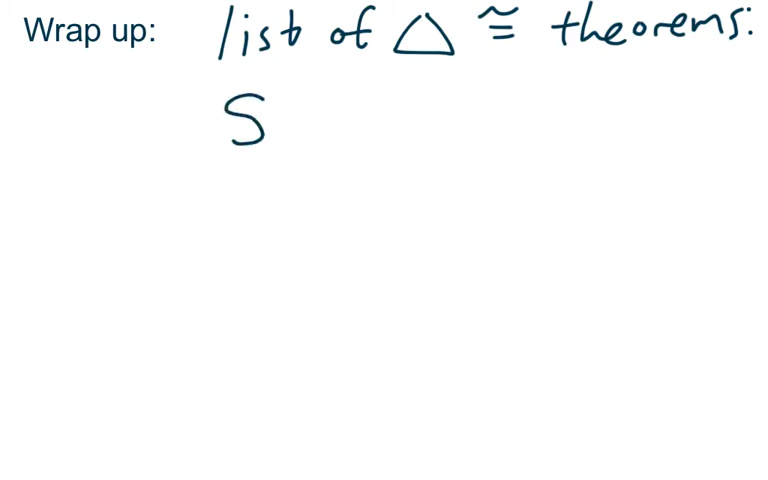 Wrap up: list of △ ≅ theorems:
S